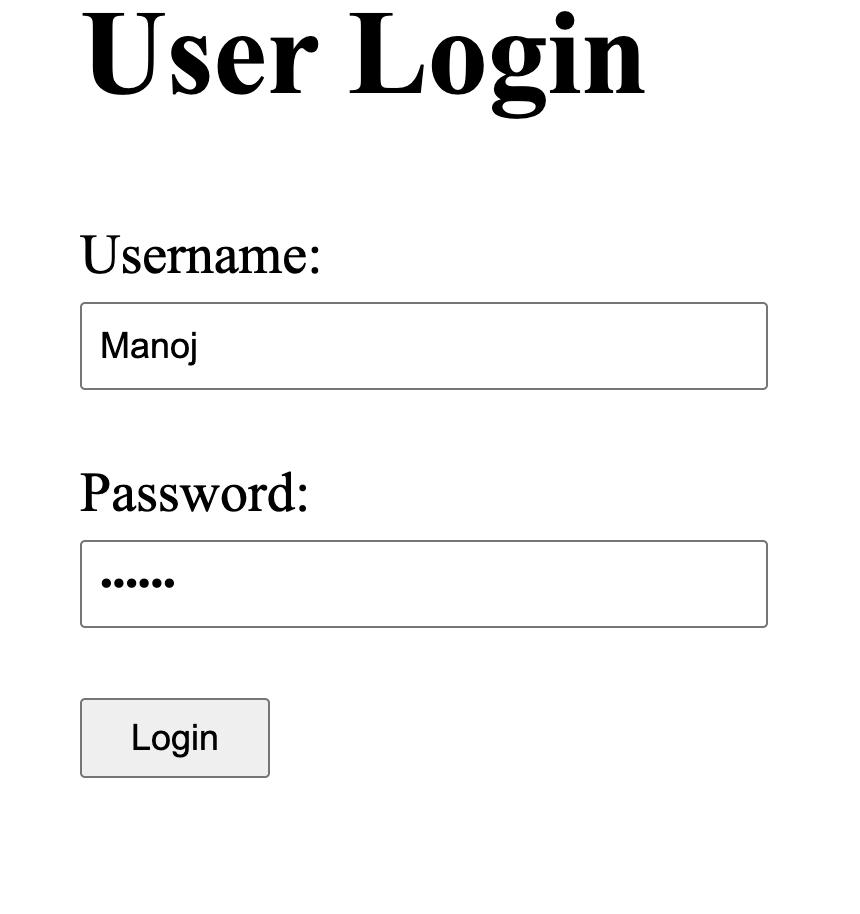 User Login
Username:
Manoj
Password:
••••••
Login